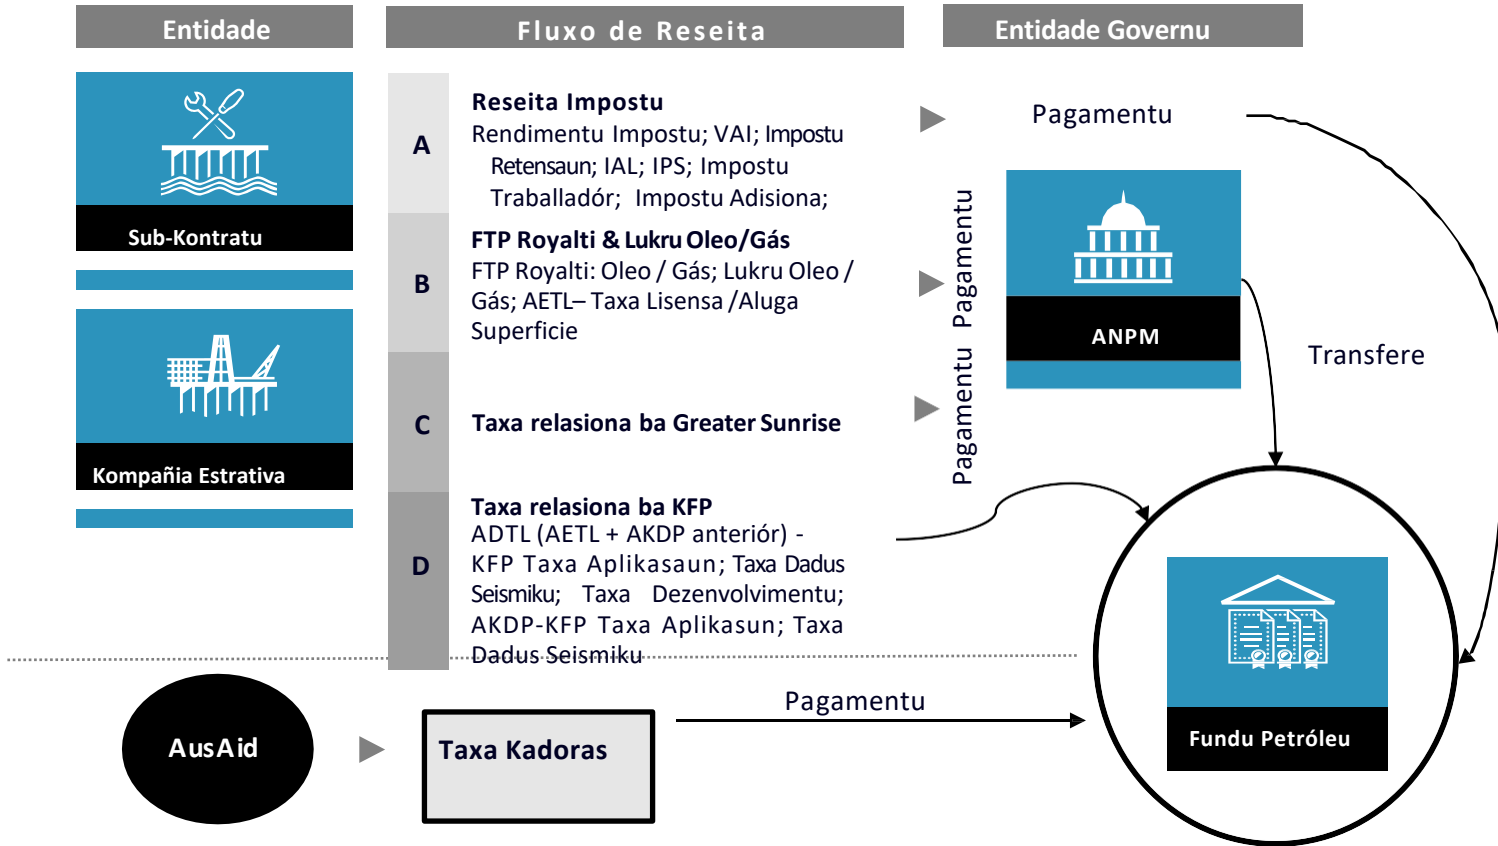 Entidade
Fluxo de Reseita
Entidade Governu
Sub-Kontratu
Kompañia Estrativa
A
Reseita Impostu
Rendimentu Impostu; VAI; Impostu
Retensaun; IAL; IPS; Impostu
Traballadór; Impostu Adisiona;
B
FTP Royalti & Lukru Oleo/Gás
FTP Royalti: Oleo / Gás; Lukru Oleo /
Gás; AETL– Taxa Lisensa /Aluga
Superficie
C
Taxa relasiona ba Greater Sunrise
D
Taxa relasiona ba KFP
ADTL (AETL + AKDP anteriór) -
KFP Taxa Aplikasaun; Taxa Dadus
Seismiku; Taxa Dezenvolvimentu;
AKDP-KFP Taxa Aplikasun; Taxa
Dadus Seismiku
Pagamentu
Pagamentu
Pagamentu
ANPM
Transfere
Fundu Petróleu
AusAid
Taxa Kadoras
Pagamentu